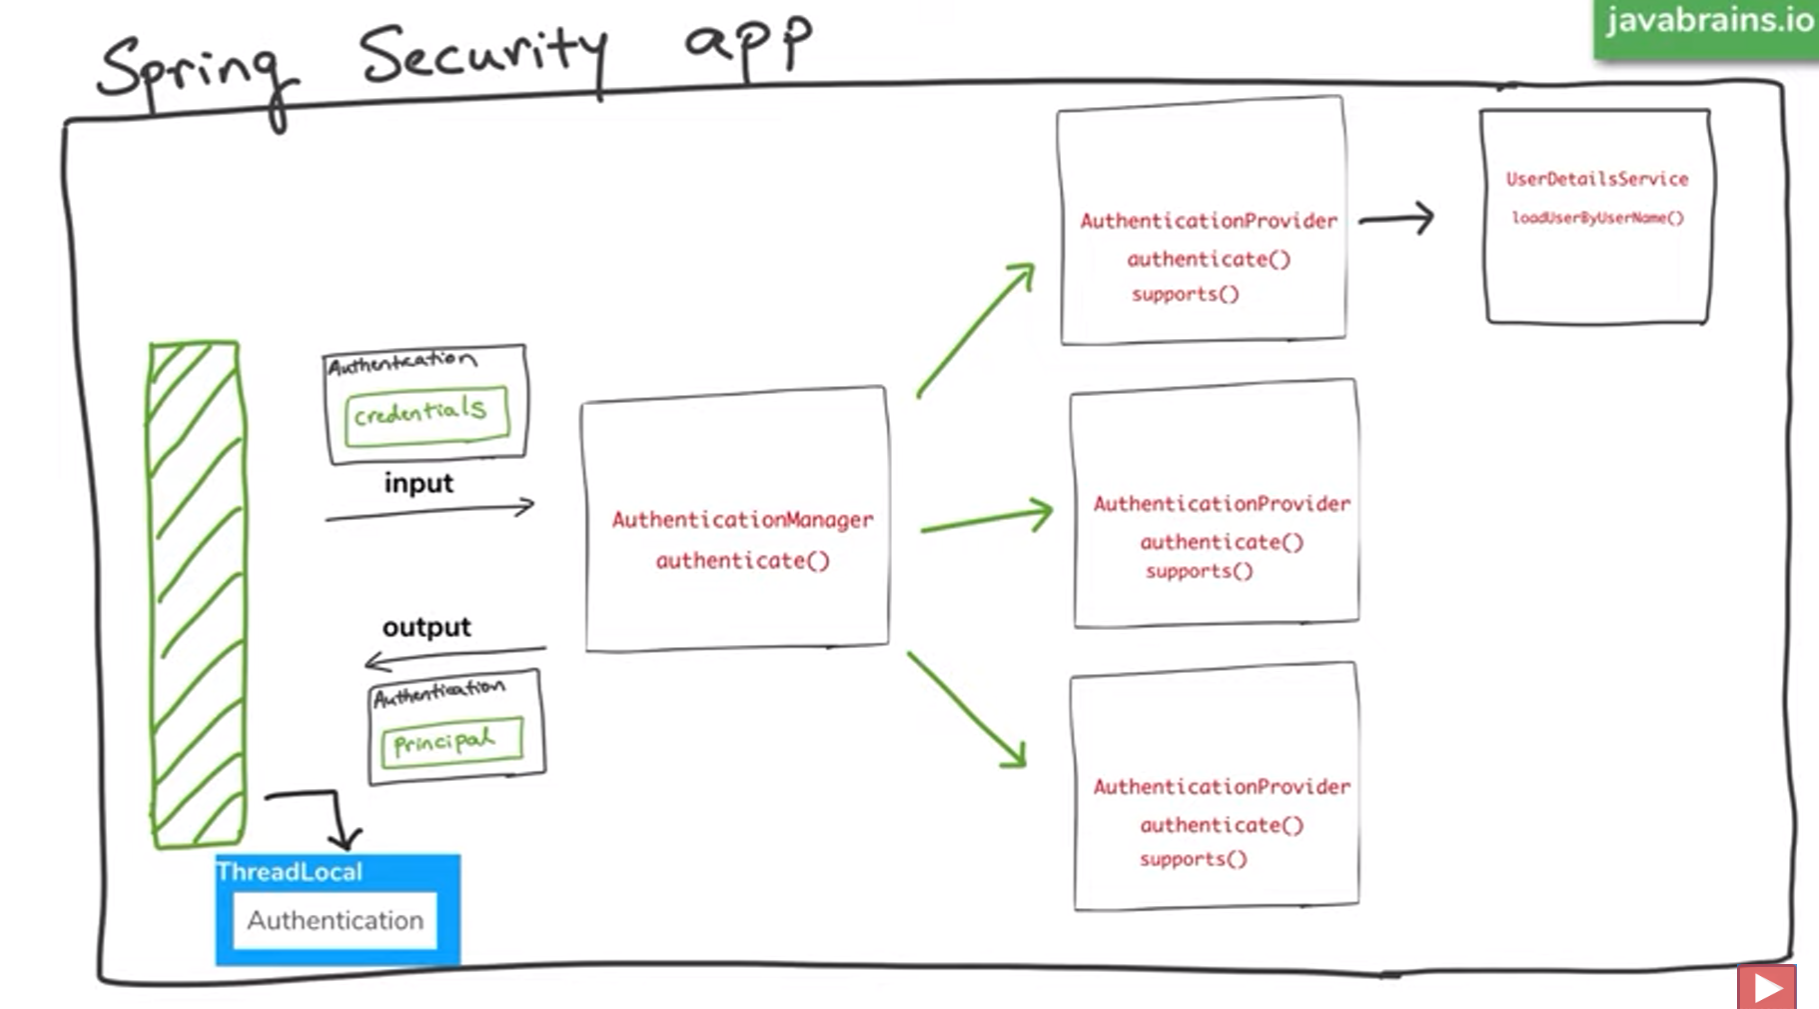 javabrains.io
Spring Security app
AuthenticationProvider
authenticate()
supports()
UserDetailsService
loadUserByUserName()
Authentication
credentials
input
AuthenticationManager
authenticate()
AuthenticationProvider
authenticate()
supports()
output
Authentication
Principal
AuthenticationProvider
authenticate()
supports()
ThreadLocal
Authentication